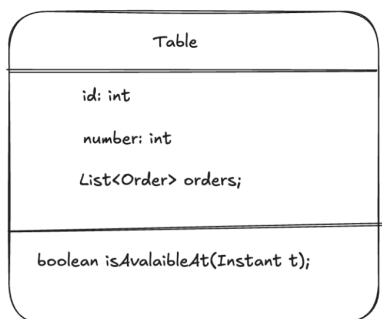 Table
id: int
number: int
List<Order> orders;
boolean isAvalaibleAt(Instant t);